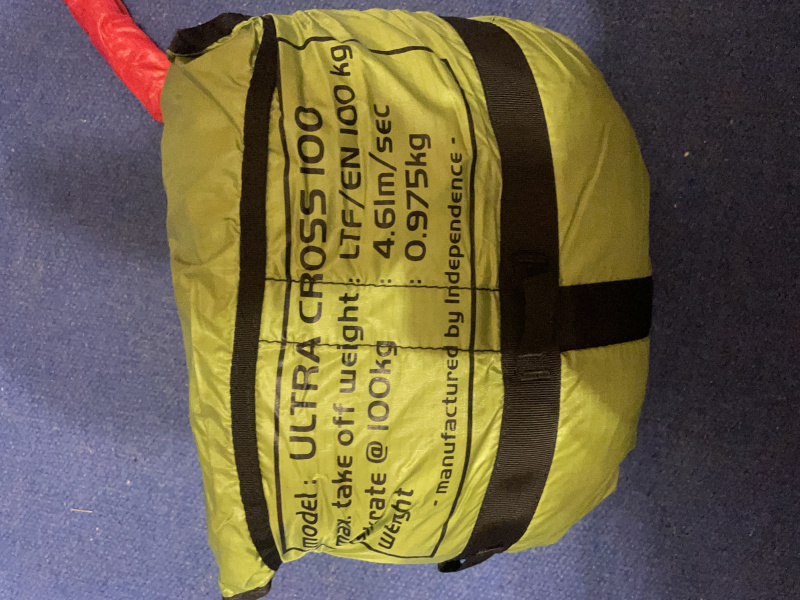 model: ULTRA CROSS 100
max. take off weight: LTF/EN 100 kg
rate @ 100kg : 4.61m/sec
weight : 0.975kg
- manufactured by Independence -